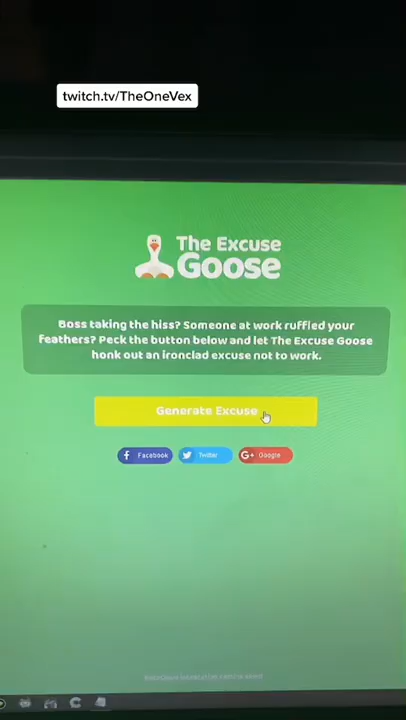 twitch.tv/TheOneVex
The Excuse
Goose
Boss taking the hiss? Someone at work ruffled your
feathers? Peck the button below and let The Excuse Goose
honk out an ironclad excuse not to work.
Generate Excuse
Facebook
Twitter
G+ Google